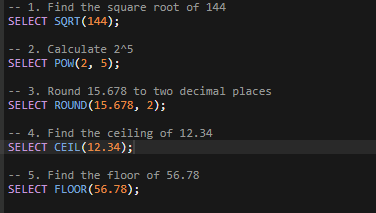 -- 1. Find the square root of 144
SELECT SQRT(144);
-- 2. Calculate 2^5
SELECT POW(2, 5);
-- 3. Round 15.678 to two decimal places
SELECT ROUND(15.678, 2);
-- 4. Find the ceiling of 12.34
SELECT CEIL(12.34);
-- 5. Find the floor of 56.78
SELECT FLOOR(56.78);